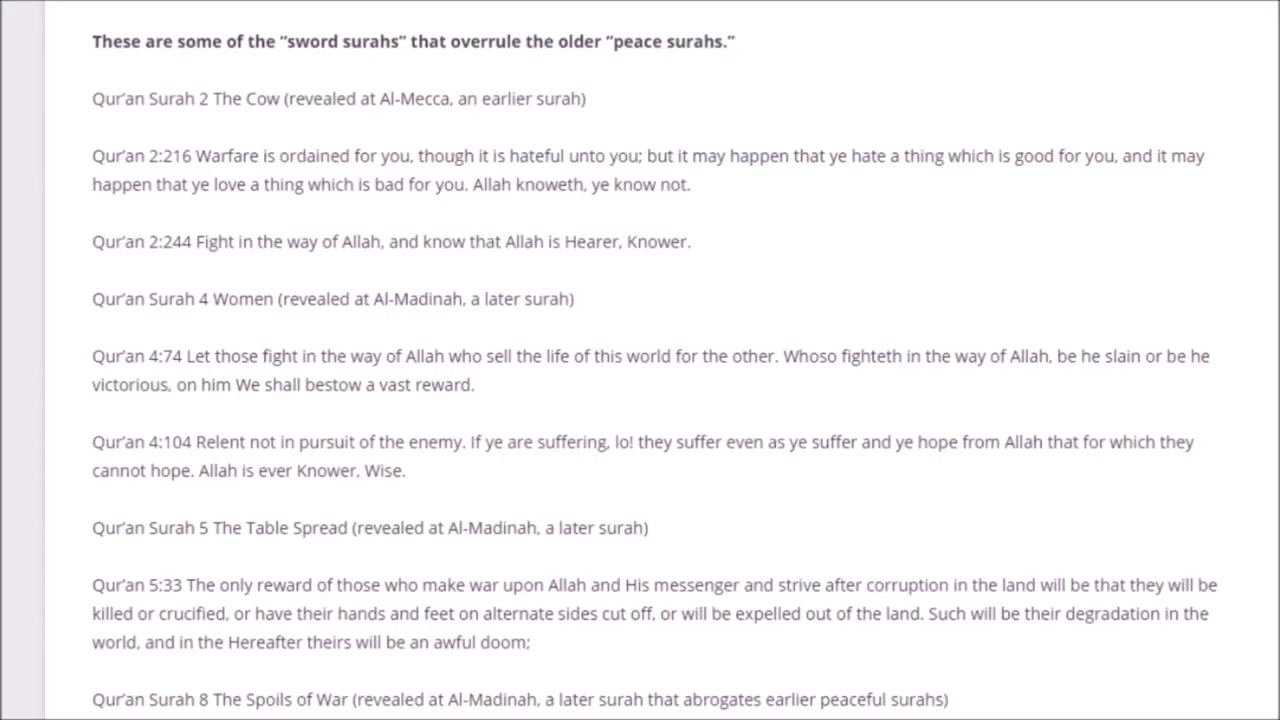 These are some of the “sword surahs” that overrule the older “peace surahs.”
Qur’an Surah 2 The Cow (revealed at Al-Mecca, an earlier surah)
Qur’an 2:216 Warfare is ordained for you, though it is hateful unto you; but it may happen that ye hate a thing which is good for you, and it may
happen that ye love a thing which is bad for you. Allah knoweth, ye know not.
Qur’an 2:244 Fight in the way of Allah, and know that Allah is Hearer, Knower.
Qur’an Surah 4 Women (revealed at Al-Madinah, a later surah)
Qur’an 4:74 Let those fight in the way of Allah who sell the life of this world for the other. Whoso fighteth in the way of Allah, be he slain or be he
victorious, on him We shall bestow a vast reward.
Qur’an 4:104 Relent not in pursuit of the enemy. If ye are suffering, lo! they suffer even as ye suffer and ye hope from Allah that for which they
cannot hope. Allah is ever Knower, Wise.
Qur’an Surah 5 The Table Spread (revealed at Al-Madinah, a later surah)
Qur’an 5:33 The only reward of those who make war upon Allah and His messenger and strive after corruption in the land will be that they will be
killed or crucified, or have their hands and feet on alternate sides cut off, or will be expelled out of the land. Such will be their degradation in the
world, and in the Hereafter theirs will be an awful doom;
Qur’an Surah 8 The Spoils of War (revealed at Al-Madinah, a later surah that abrogates earlier peaceful surahs)